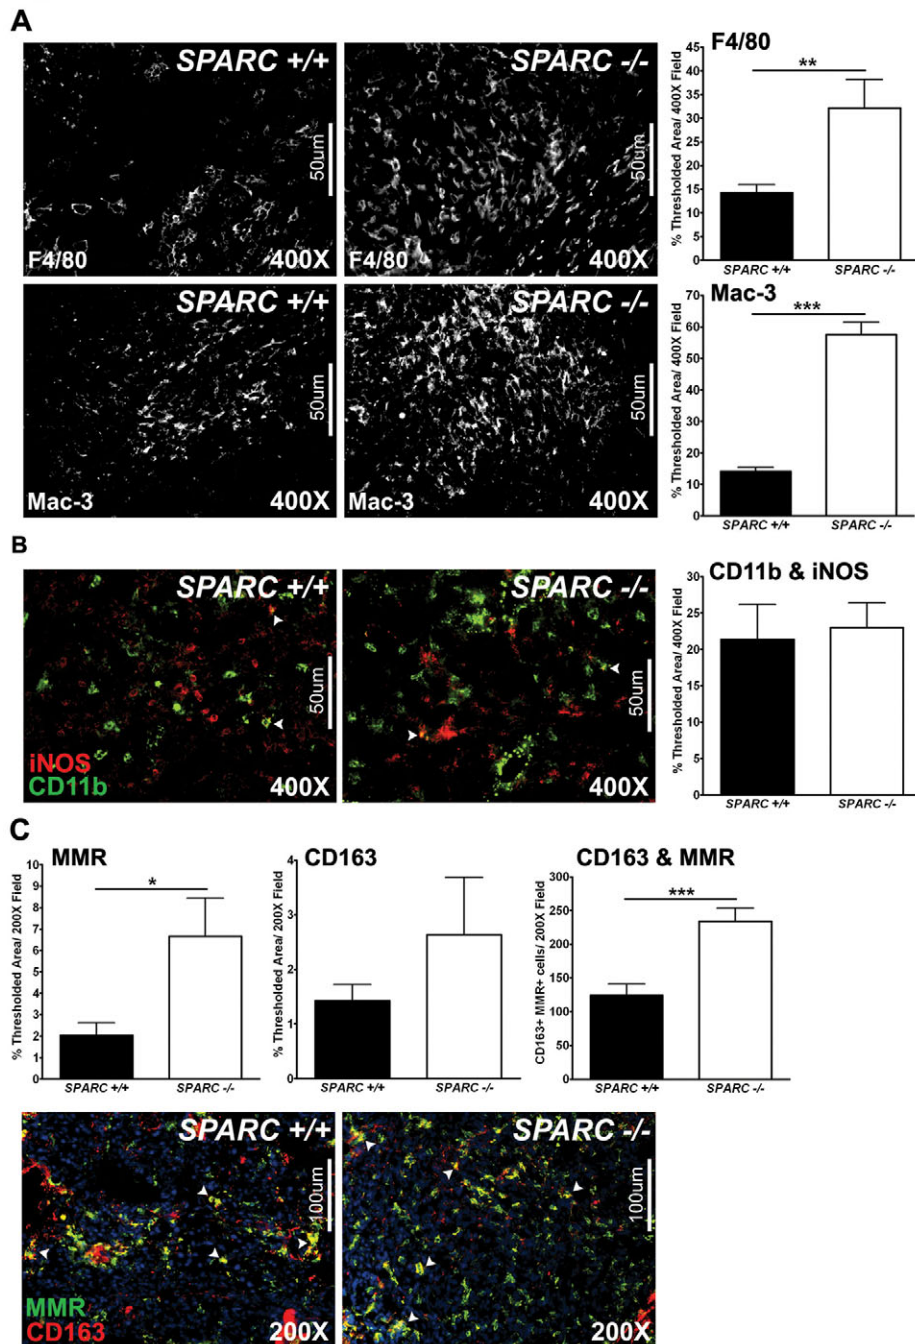 A
SPARC +/+
50um
F4/80
400X
SPARC -/-
50um
F4/80
400X
F4/80
**
% Thresholded Area/ 400X Field
45
40
35
30
25
20
15
10
5
0
SPARC +/+
SPARC -/-
SPARC +/+
50um
Mac-3
400X
SPARC -/-
50um
Mac-3
400X
Mac-3
***
% Thresholded Area/ 400X Field
70
60
50
40
30
20
10
0
SPARC +/+
SPARC -/-
B
SPARC +/+
50um
iNOS
CD11b
400X
SPARC -/-
50um
400X
CD11b & iNOS
% Thresholded Area/ 400X Field
30
25
20
15
10
5
0
SPARC +/+
SPARC -/-
C
MMR
*
% Thresholded Area/ 200X Field
10
9
8
7
6
5
4
3
2
1
0
SPARC +/+
SPARC -/-
CD163
% Thresholded Area/ 200X Field
4
3
2
1
0
SPARC +/+
SPARC -/-
CD163 & MMR
***
CD163+ MMR+ cells/ 200X Field
300
250
200
150
100
50
0
SPARC +/+
SPARC -/-
SPARC +/+
100um
MMR
CD163
200X
SPARC -/-
100um
200X